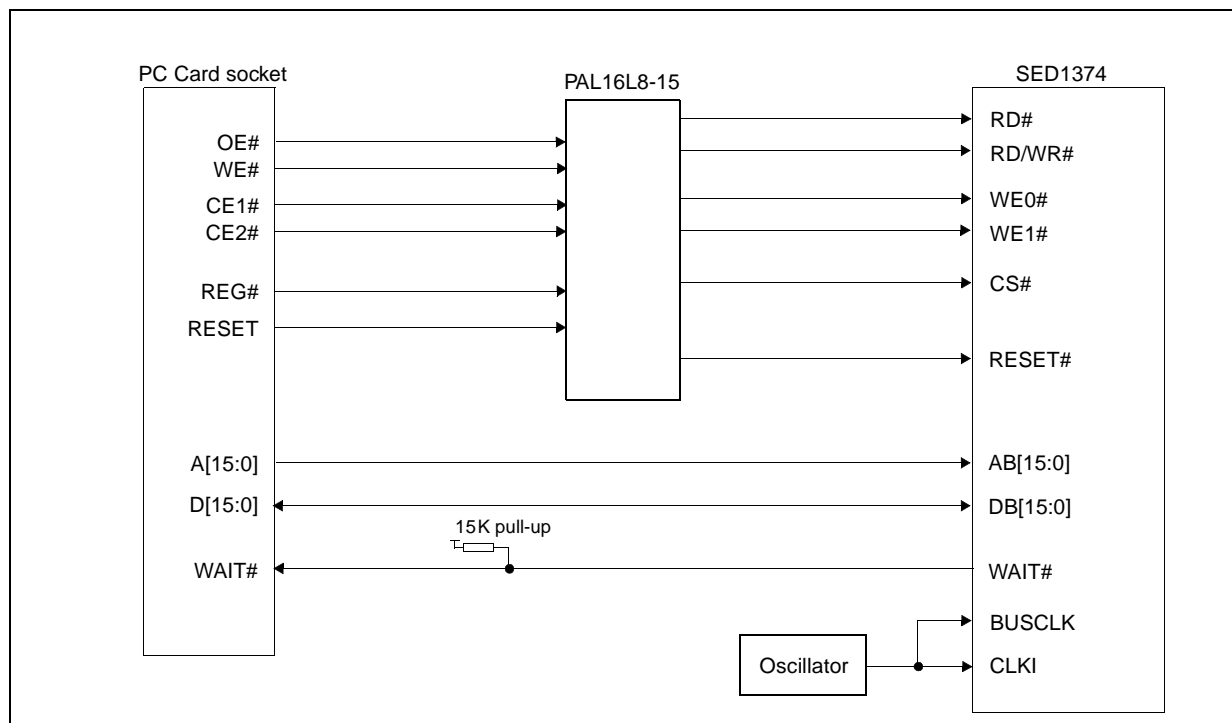 PC Card socket
PAL16L8-15
SED1374
OE#
WE#
CE1#
CE2#
REG#
RESET
RD#
RD/WR#
WE0#
WE1#
CS#
RESET#
A[15:0]
AB[15:0]
D[15:0]
DB[15:0]
15K pull-up
WAIT#
WAIT#
BUSCLK
Oscillator
CLKI